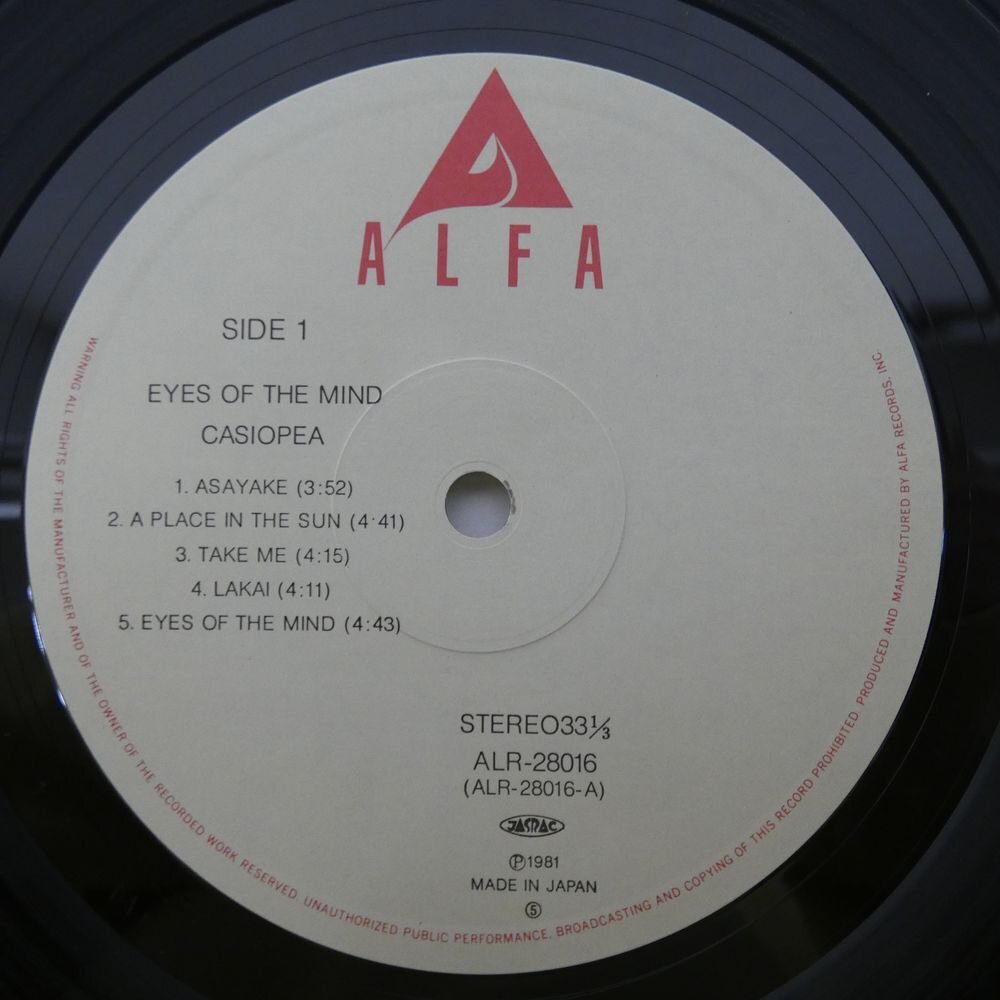 ALFA
SIDE 1
EYES OF THE MIND
CASIOPEA
1. ASAYAKE (3:52)
2. A PLACE IN THE SUN (4:41)
3. TAKE ME (4:15)
4. LAKAI (4:11)
5. EYES OF THE MIND (4:43)
STEREO33⅓
ALR-28016
(ALR-28016-A)
JASRAC
Ⓟ1981
MADE IN JAPAN
⑤
WARNING ALL RIGHTS OF THE MANUFACTURER AND OF THE OWNER OF THE RECORDED WORK RESERVED. UNAUTHORIZED PUBLIC PERFORMANCE, BROADCASTING AND COPYING OF THIS RECORD PROHIBITED. PRODUCED AND MANUFACTURED BY ALFA RECORDS, INC.